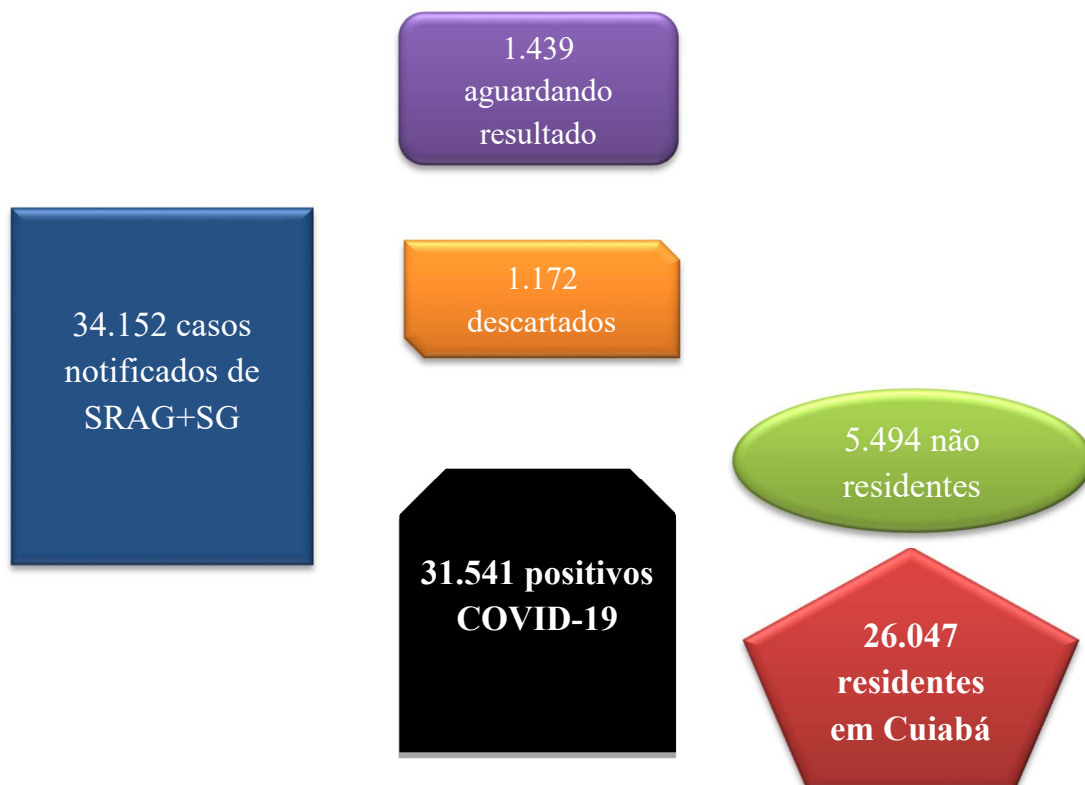 1.439
aguardando
resultado
34.152 casos
notificados de
SRAG+SG
1.172
descartados
5.494 não
residentes
31.541 positivos
COVID-19
26.047
residentes
em Cuiabá